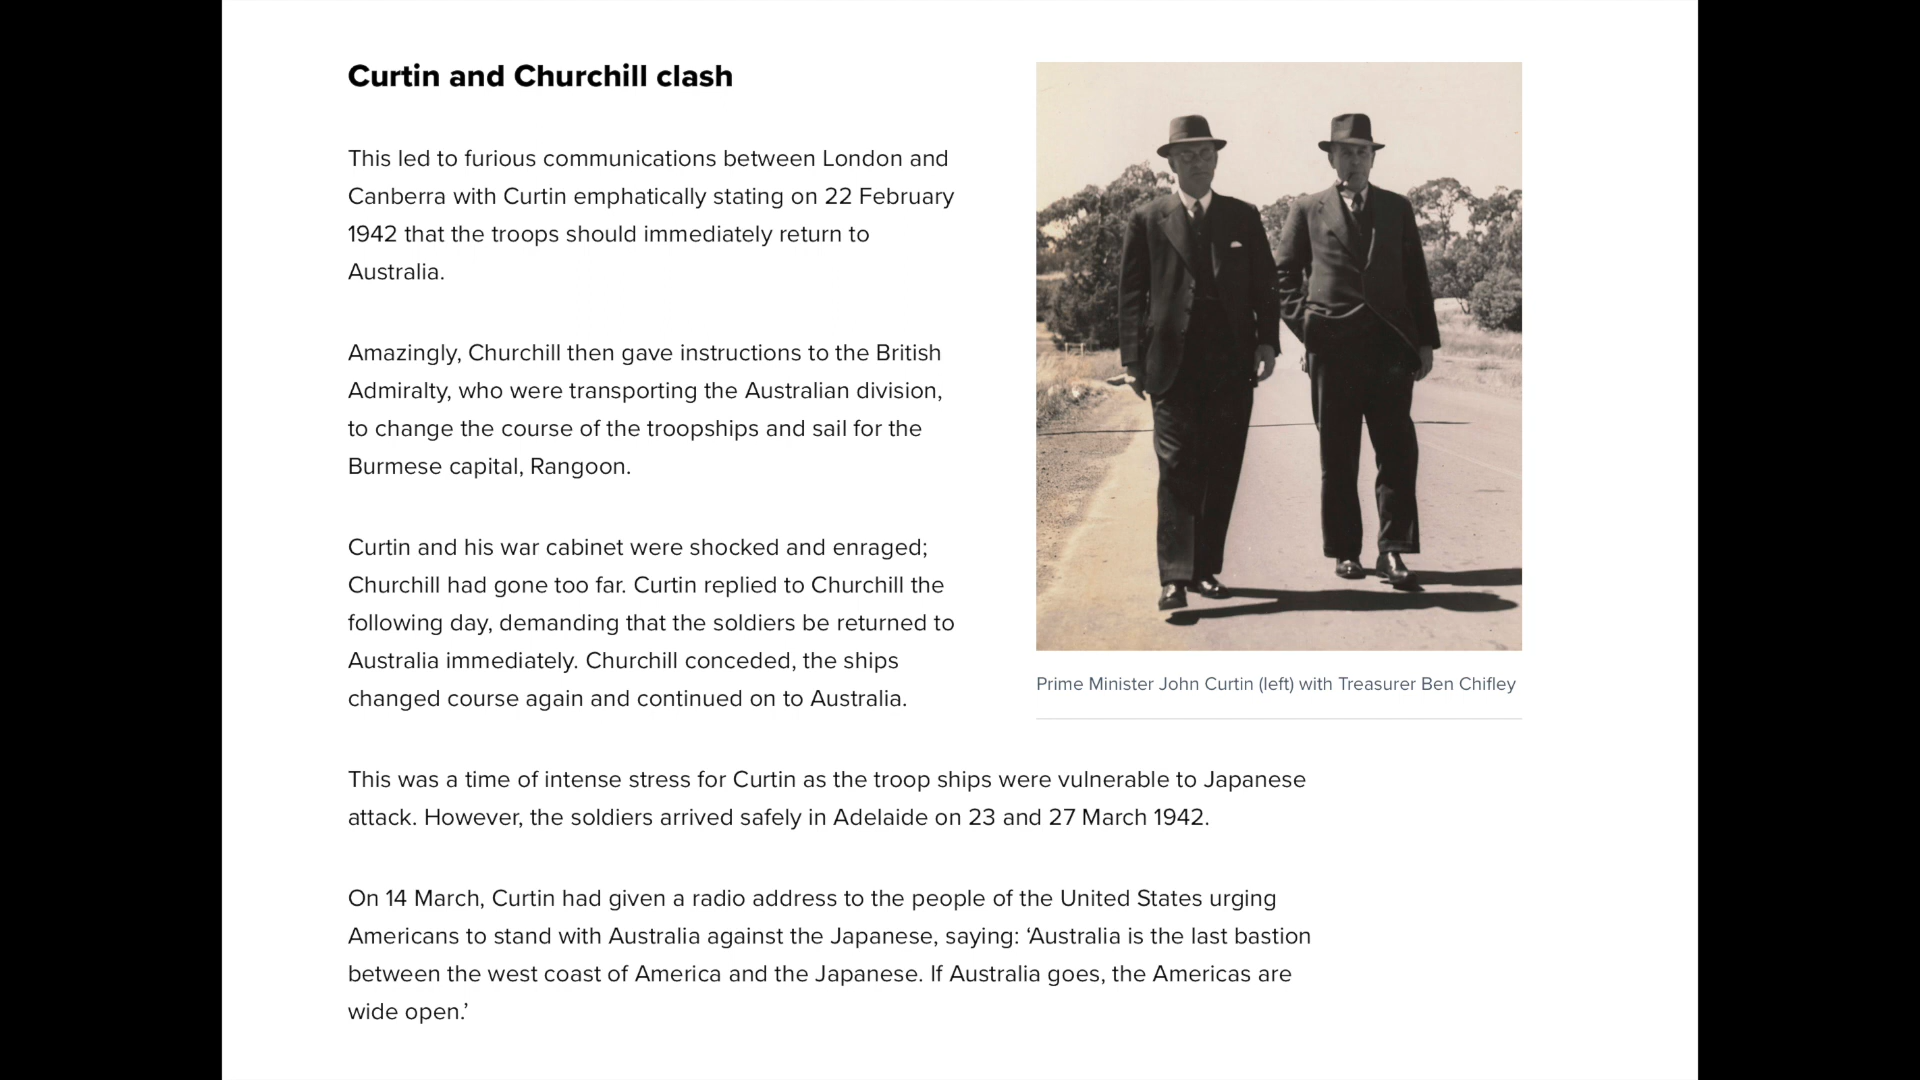 Curtin and Churchill clash
This led to furious communications between London and
Canberra with Curtin emphatically stating on 22 February
1942 that the troops should immediately return to
Australia.
Amazingly, Churchill then gave instructions to the British
Admiralty, who were transporting the Australian division,
to change the course of the troopships and sail for the
Burmese capital, Rangoon.
Curtin and his war cabinet were shocked and enraged;
Churchill had gone too far. Curtin replied to Churchill the
following day, demanding that the soldiers be returned to
Australia immediately. Churchill conceded, the ships
changed course again and continued on to Australia.
Prime Minister John Curtin (left) with Treasurer Ben Chifley
This was a time of intense stress for Curtin as the troop ships were vulnerable to Japanese
attack. However, the soldiers arrived safely in Adelaide on 23 and 27 March 1942.
On 14 March, Curtin had given a radio address to the people of the United States urging
Americans to stand with Australia against the Japanese, saying: ‘Australia is the last bastion
between the west coast of America and the Japanese. If Australia goes, the Americas are
wide open.’